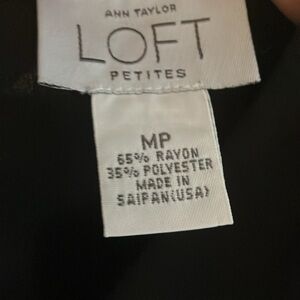 ANN TAYLOR
LOFT
PETITES
MP
65% RAYON
35% POLYESTER
MADE IN
SAIPAN(USA)